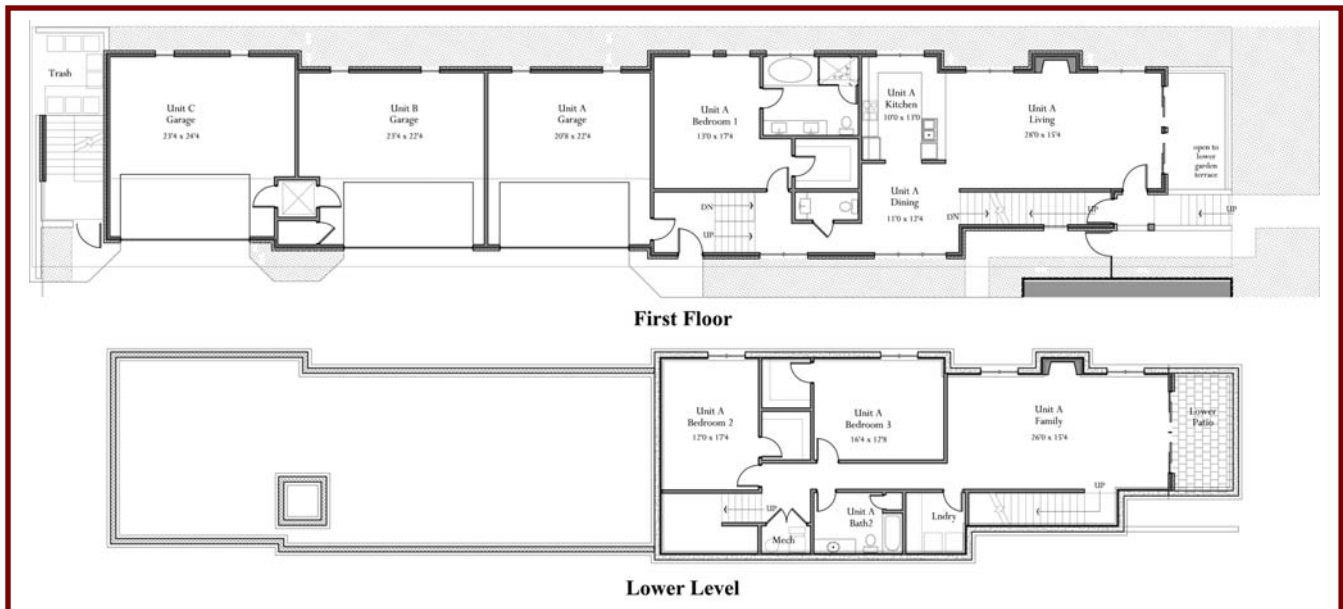 Trash
Unit C
Garage
23'4 x 24'4
Unit B
Garage
23'4 x 22'4
Unit A
Garage
20'8 x 22'4
Unit A
Bedroom 1
13'0 x 17'4
Unit A
Kitchen
10'0 x 13'0
Unit A
Living
28'0 x 15'4
open to
lower
garden
terrace
Unit A
Dining
11'0 x 12'4
DN
UP
DN
UP
UP
First Floor
Unit A
Bedroom 2
12'0 x 17'4
Unit A
Bedroom 3
16'4 x 12'8
Unit A
Family
26'0 x 15'4
Lower
Patio
UP
UP
Mech
Unit A
Bath2
Lndry
Lower Level